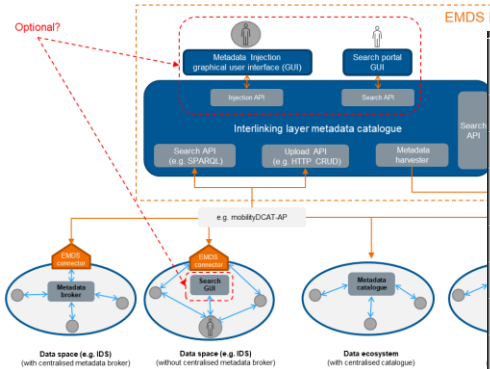 EMDS
Optional?
Metadata Injection
graphical user interface (GUI)
Search portal
GUI
Injection API
Search API
Interlinking layer metadata catalogue
Search
API
Search API
(e.g. SPARQL)
Upload API
(e.g. HTTP CRUD)
Metadata
harvester
e.g. mobilityDCAT-AP
EMDS
connector
Metadata
broker
EMDS
connector
Search
GUI
Metadata
catalogue
Data space (e.g. IDS)
(with centralised metadata broker)
Data space (e.g. IDS)
(without centralised metadata broker)
Data ecosystem
(with centralised catalogue)